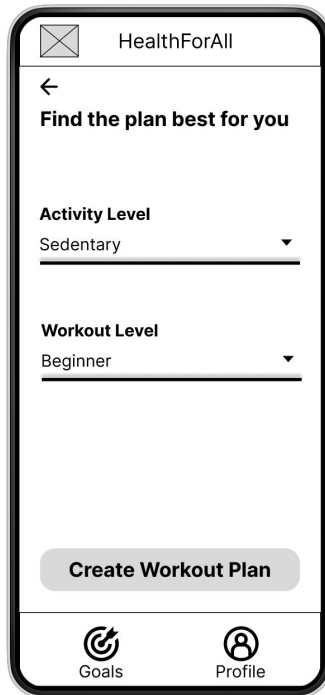 HealthForAll
Find the plan best for you
Activity Level
Sedentary
Workout Level
Beginner
Create Workout Plan
Goals
Profile